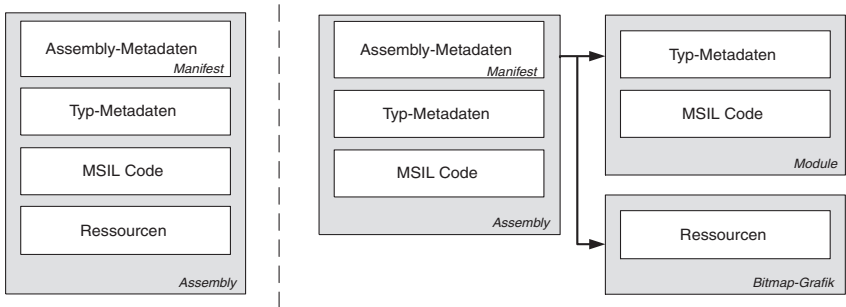 Assembly-Metadaten
Manifest
Typ-Metadaten
MSIL Code
Ressourcen
Assembly
Assembly-Metadaten
Manifest
Typ-Metadaten
MSIL Code
Assembly
Typ-Metadaten
MSIL Code
Module
Ressourcen
Bitmap-Grafik